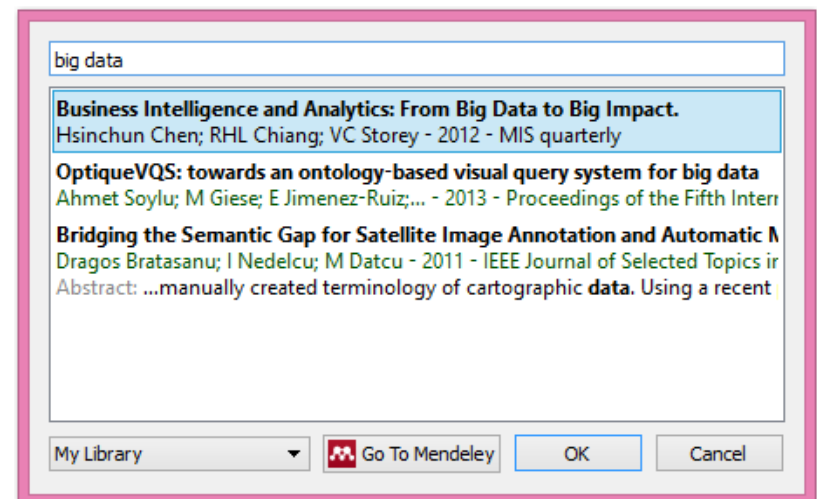 big data
Business Intelligence and Analytics: From Big Data to Big Impact.
Hsinchun Chen; RHL Chiang; VC Storey - 2012 - MIS quarterly
OptiqueVQS: towards an ontology-based visual query system for big data
Ahmet Soylu; M Giese; E Jimenez-Ruiz;... - 2013 - Proceedings of the Fifth Intern
Bridging the Semantic Gap for Satellite Image Annotation and Automatic
Dragos Bratasanu; I Nedelcu; M Datcu - 2011 - IEEE Journal of Selected Topics in
Abstract: ...manually created terminology of cartographic data. Using a recent
My Library
Go To Mendeley
OK
Cancel